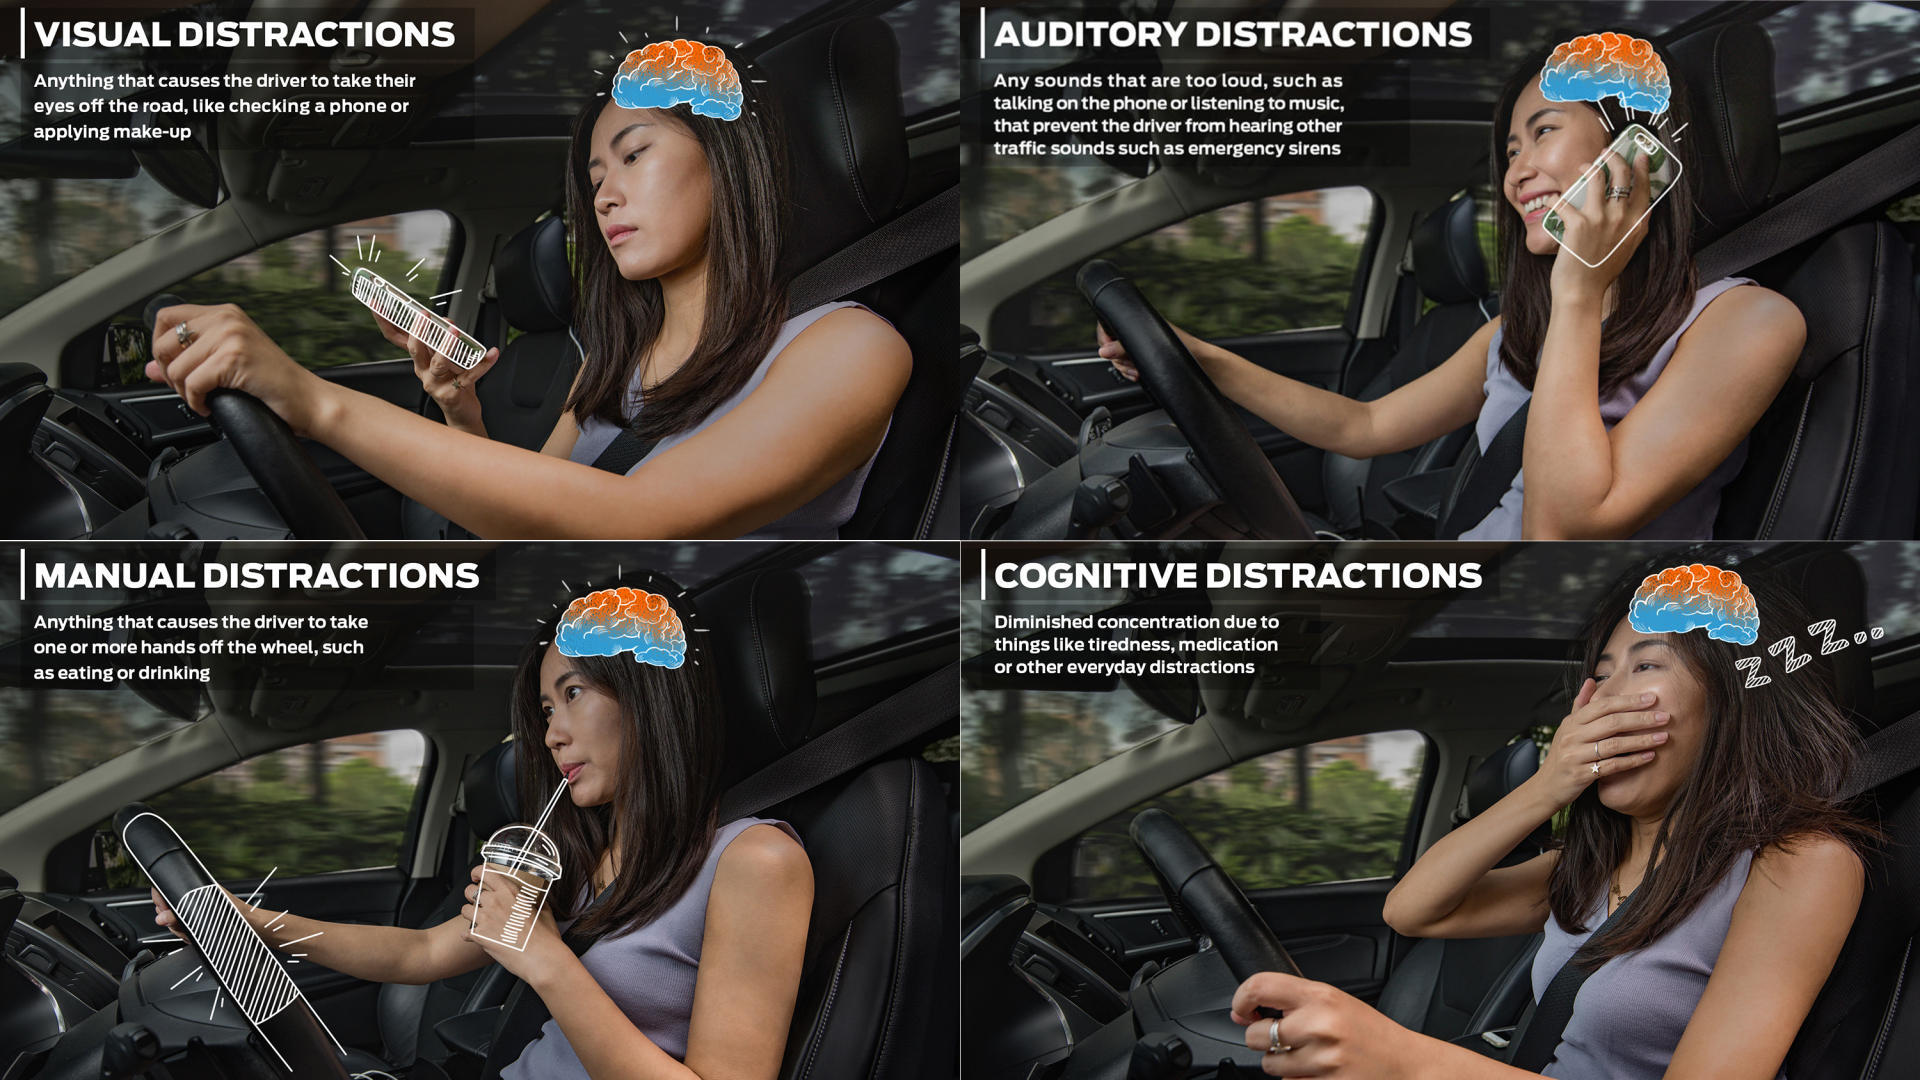 VISUAL DISTRACTIONS
Anything that causes the driver to take their
eyes off the road, like checking a phone or
applying make-up
AUDITORY DISTRACTIONS
Any sounds that are too loud, such as
talking on the phone or listening to music,
that prevent the driver from hearing other
traffic sounds such as emergency sirens
MANUAL DISTRACTIONS
Anything that causes the driver to take
one or more hands off the wheel, such
as eating or drinking
COGNITIVE DISTRACTIONS
Diminished concentration due to
things like tiredness, medication
or other everyday distractions
ZZZ..